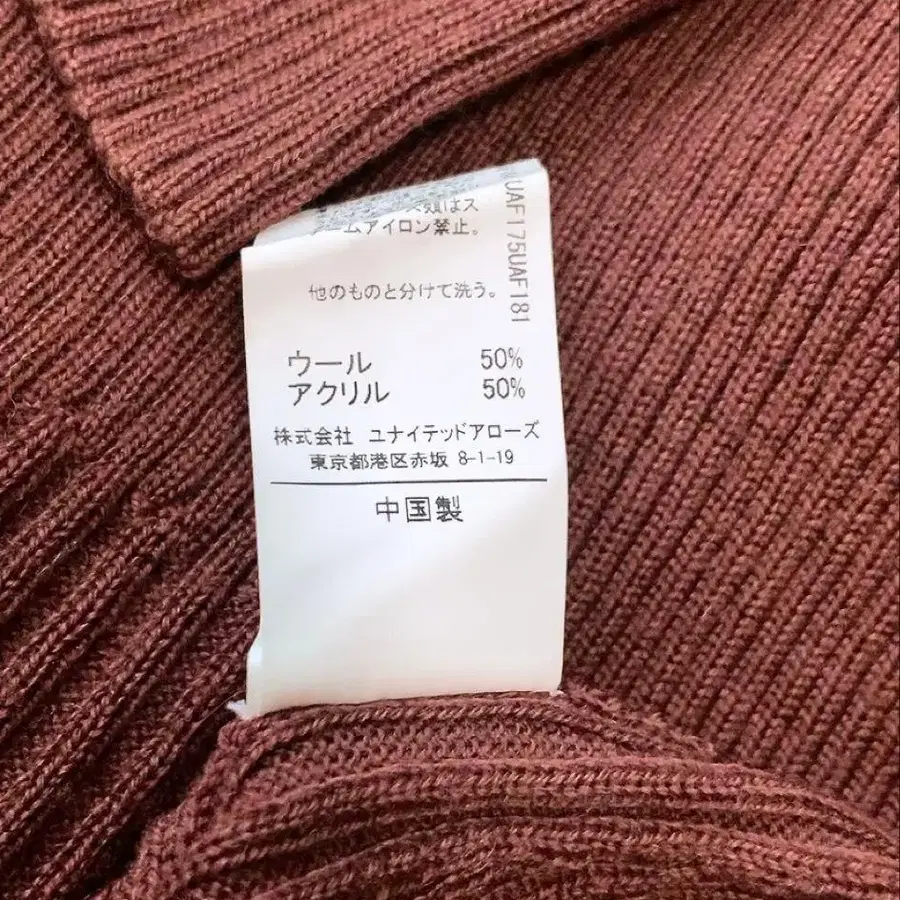 類はス
ームアイロン禁止。
他のものと分けて洗う。
ウール 50%
アクリル 50%
株式会社 ユナイテッドアローズ
東京都港区赤坂 8-1-19
中国製
UAF175UAF181